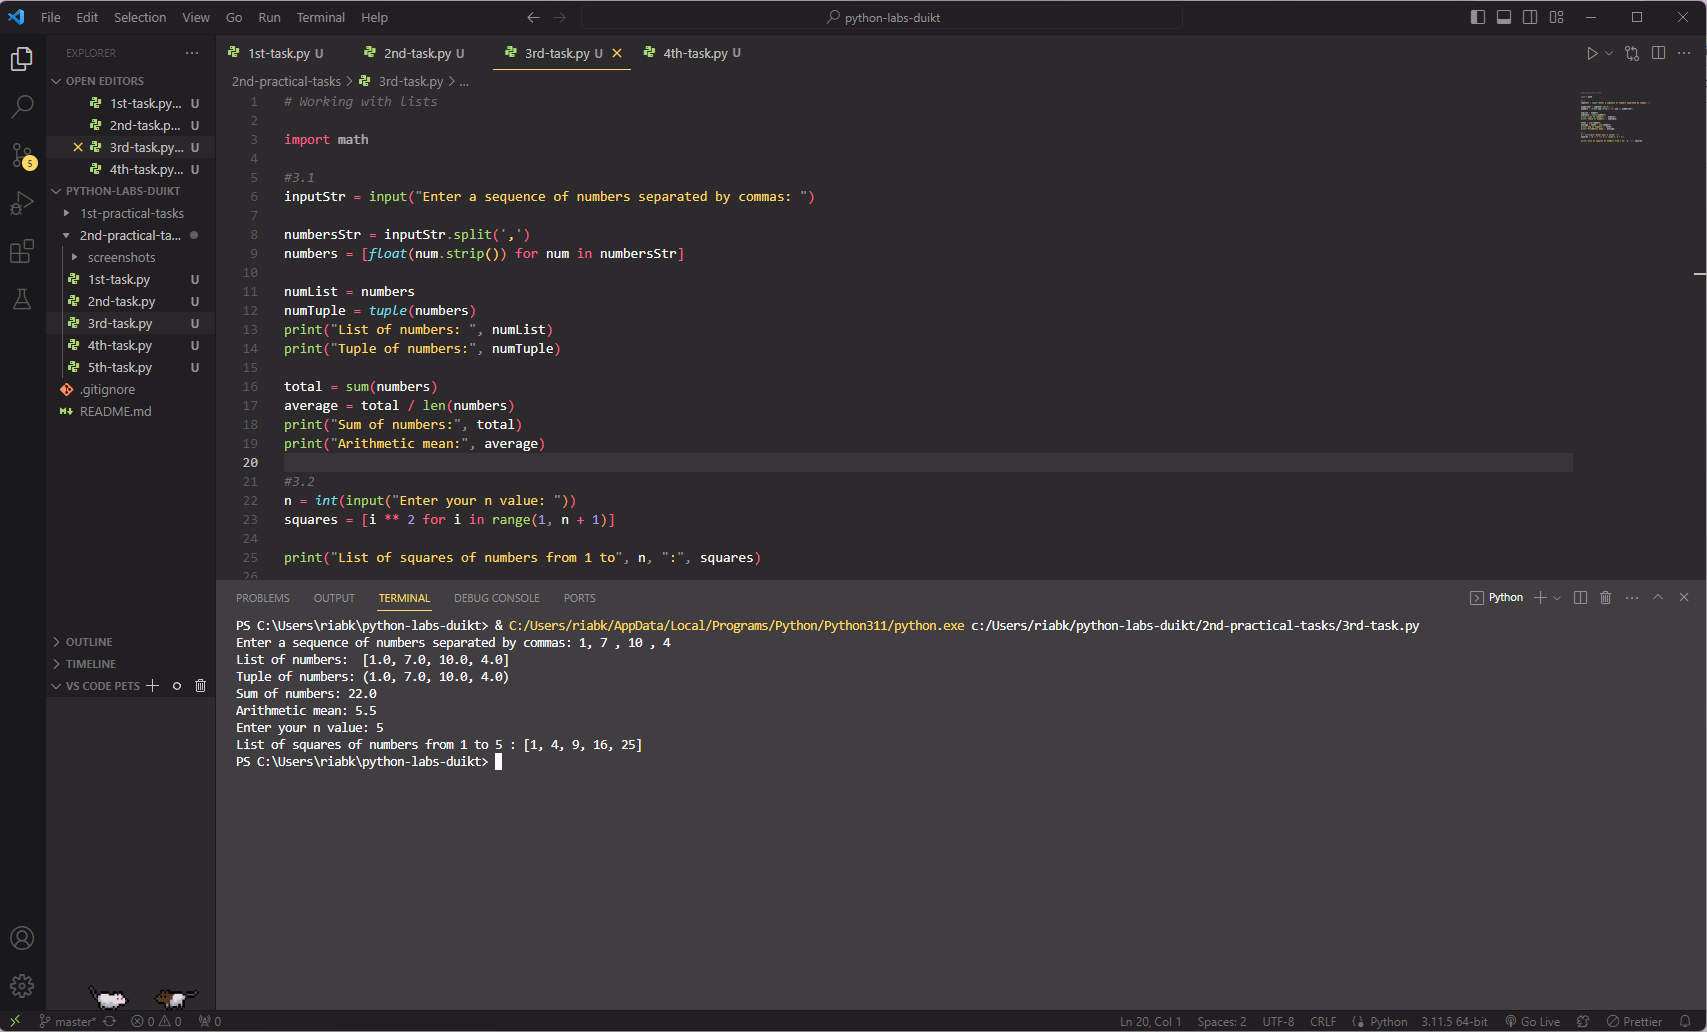 File Edit Selection View Go Run Terminal Help
python-labs-duikt
EXPLORER
OPEN EDITORS
1st-task.py... U
2nd-task.p... U
3rd-task.py... U
4th-task.py... U
5
PYTHON-LABS-DUIKT
1st-practical-tasks
2nd-practical-ta...
screenshots
1st-task.py U
2nd-task.py U
3rd-task.py U
4th-task.py U
5th-task.py U
.gitignore
README.md
OUTLINE
TIMELINE
VS CODE PETS
1st-task.py U 2nd-task.py U 3rd-task.py U 4th-task.py U
2nd-practical-tasks > 3rd-task.py > ...
1 # Working with lists
2
3 import math
4
5 #3.1
6 inputStr = input("Enter a sequence of numbers separated by commas: ")
7
8 numbersStr = inputStr.split(',')
9 numbers = [float(num.strip()) for num in numbersStr]
10
11 numList = numbers
12 numTuple = tuple(numbers)
13 print("List of numbers: ", numList)
14 print("Tuple of numbers:", numTuple)
15
16 total = sum(numbers)
17 average = total / len(numbers)
18 print("Sum of numbers:", total)
19 print("Arithmetic mean:", average)
20
21 #3.2
22 n = int(input("Enter your n value: "))
23 squares = [i ** 2 for i in range(1, n + 1)]
24
25 print("List of squares of numbers from 1 to", n, ":", squares)
26
PROBLEMS OUTPUT TERMINAL DEBUG CONSOLE PORTS
Python
PS C:\Users\riabk\python-labs-duikt> & C:/Users/riabk/AppData/Local/Programs/Python/Python311/python.exe c:/Users/riabk/python-labs-duikt/2nd-practical-tasks/3rd-task.py
Enter a sequence of numbers separated by commas: 1, 7 , 10 , 4
List of numbers:  [1.0, 7.0, 10.0, 4.0]
Tuple of numbers: (1.0, 7.0, 10.0, 4.0)
Sum of numbers: 22.0
Arithmetic mean: 5.5
Enter your n value: 5
List of squares of numbers from 1 to 5 : [1, 4, 9, 16, 25]
PS C:\Users\riabk\python-labs-duikt>
master* 0 0 0
Ln 20, Col 1 Spaces: 2 UTF-8 CRLF Python 3.11.5 64-bit Go Live Prettier